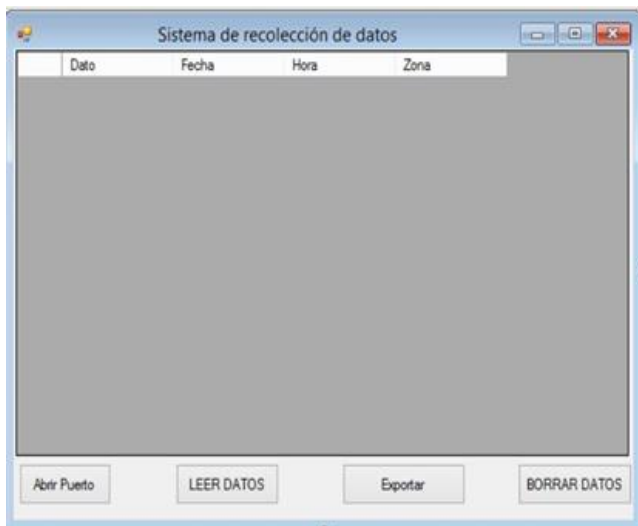 Sistema de recolección de datos
Dato Fecha Hora Zona
Abrir Puerto LEER DATOS Exportar BORRAR DATOS